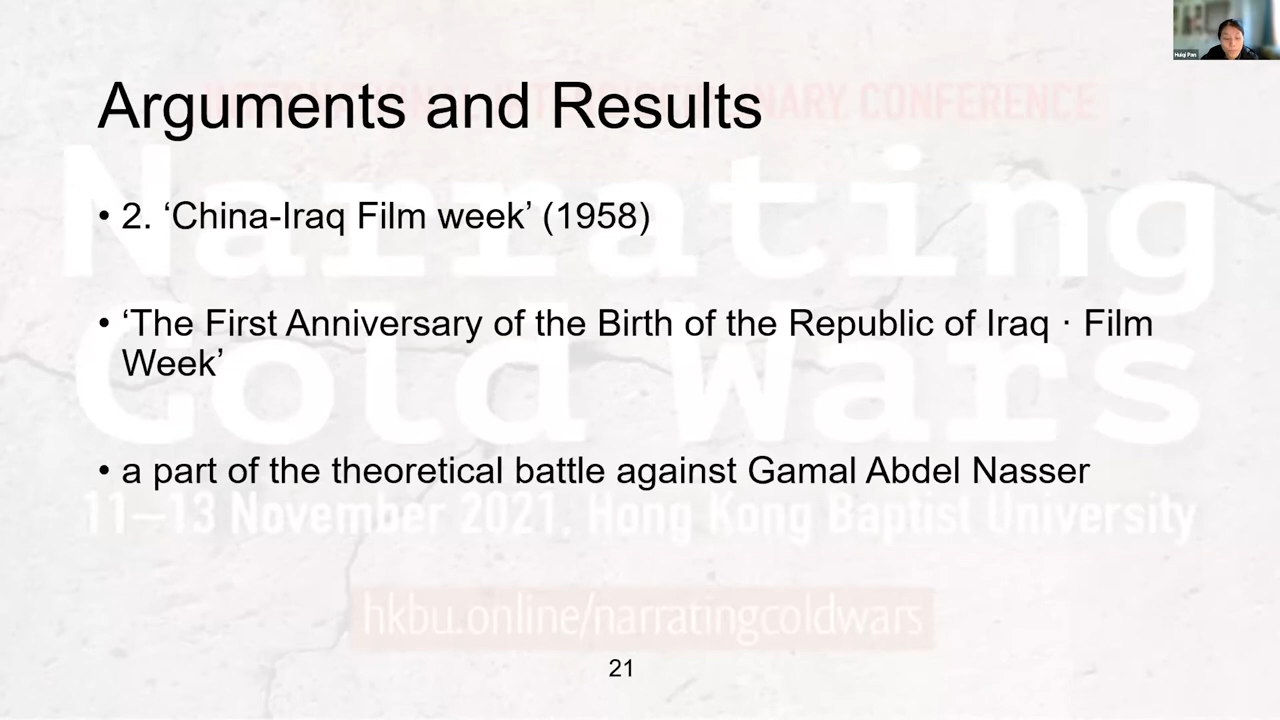 Huiqi Pan
Arguments and Results
CONFERENCE
Narrating
• 2. ‘China-Iraq Film week’ (1958)
• ‘The First Anniversary of the Birth of the Republic of Iraq · Film
Week’
Cold Wars
• a part of the theoretical battle against Gamal Abdel Nasser
11–13 November 2021, Hong Kong Baptist University
hkbu.online/narratingcoldwars
21